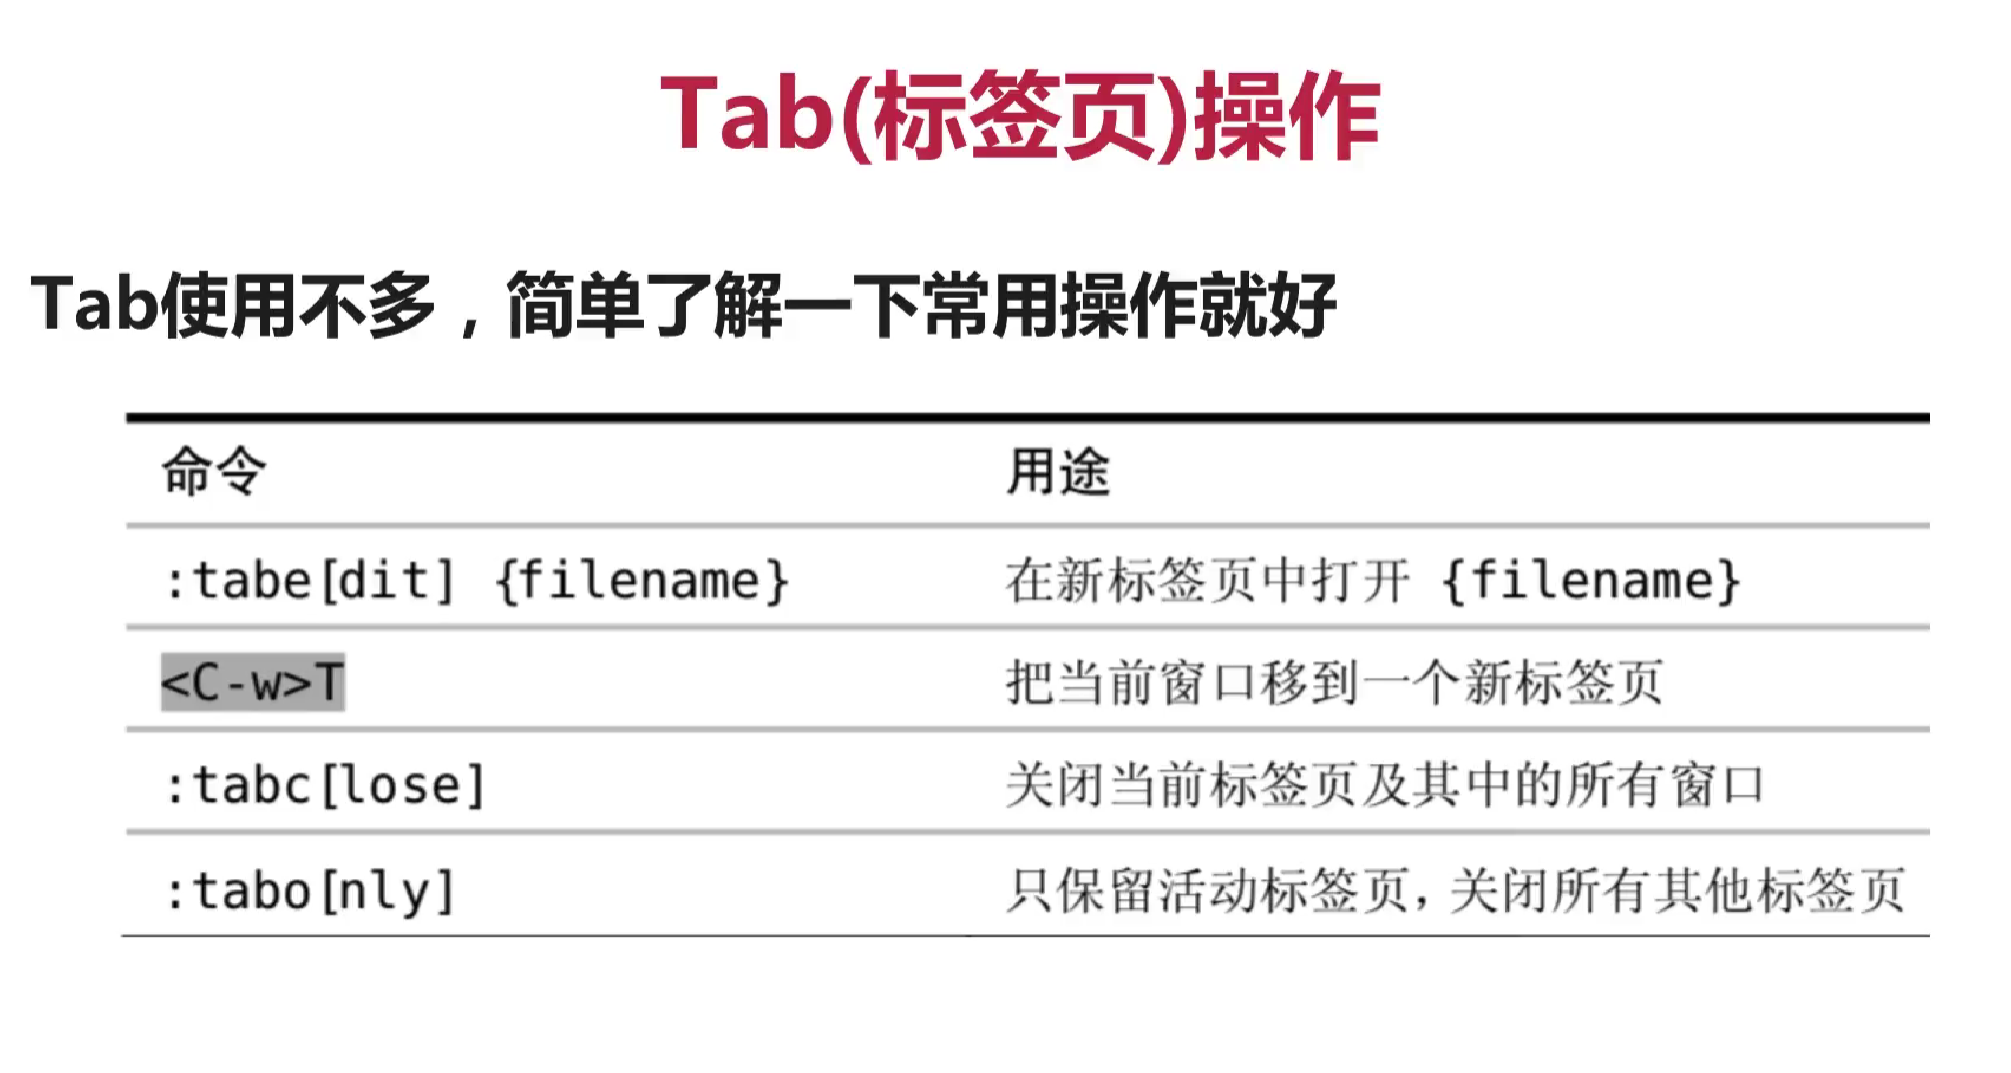 Tab(标签页)操作
Tab使用不多，简单了解一下常用操作就好
命令 用途
:tabe[dit] {filename} 在新标签页中打开 {filename}
<C-w>T 把当前窗口移到一个新标签页
:tabc[lose] 关闭当前标签页及其中的所有窗口
:tabo[nly] 只保留活动标签页，关闭所有其他标签页